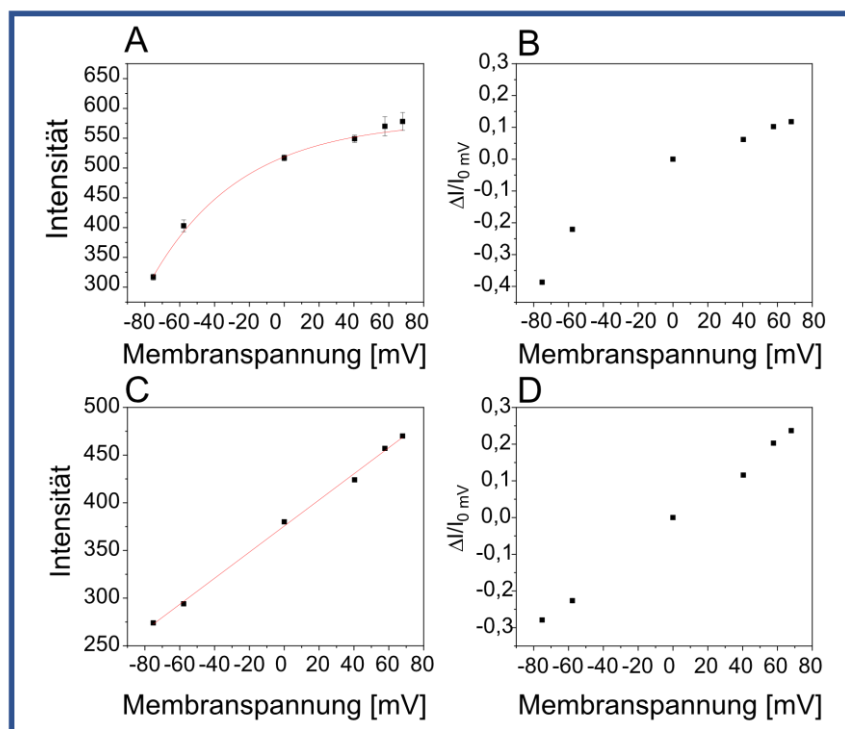 A
650
600
550
500
450
400
350
300
Intensität
-80 -60 -40 -20 0 20 40 60 80
Membranspannung [mV]
B
0,3
0,2
0,1
0,0
-0,1
-0,2
-0,3
-0,4
ΔI/I0 mV
-80 -60 -40 -20 0 20 40 60 80
Membranspannung [mV]
C
500
450
400
350
300
250
Intensität
-80 -60 -40 -20 0 20 40 60 80
Membranspannung [mV]
D
0,3
0,2
0,1
0,0
-0,1
-0,2
-0,3
ΔI/I0 mV
-80 -60 -40 -20 0 20 40 60 80
Membranspannung [mV]